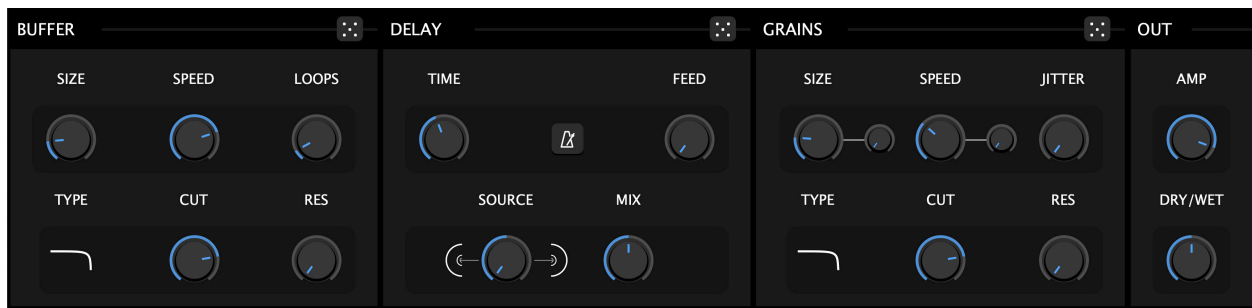 BUFFER
DELAY
GRAINS
OUT
SIZE SPEED LOOPS
TIME FEED
SIZE SPEED JITTER
AMP
TYPE CUT RES
SOURCE MIX
TYPE CUT RES
DRY/WET